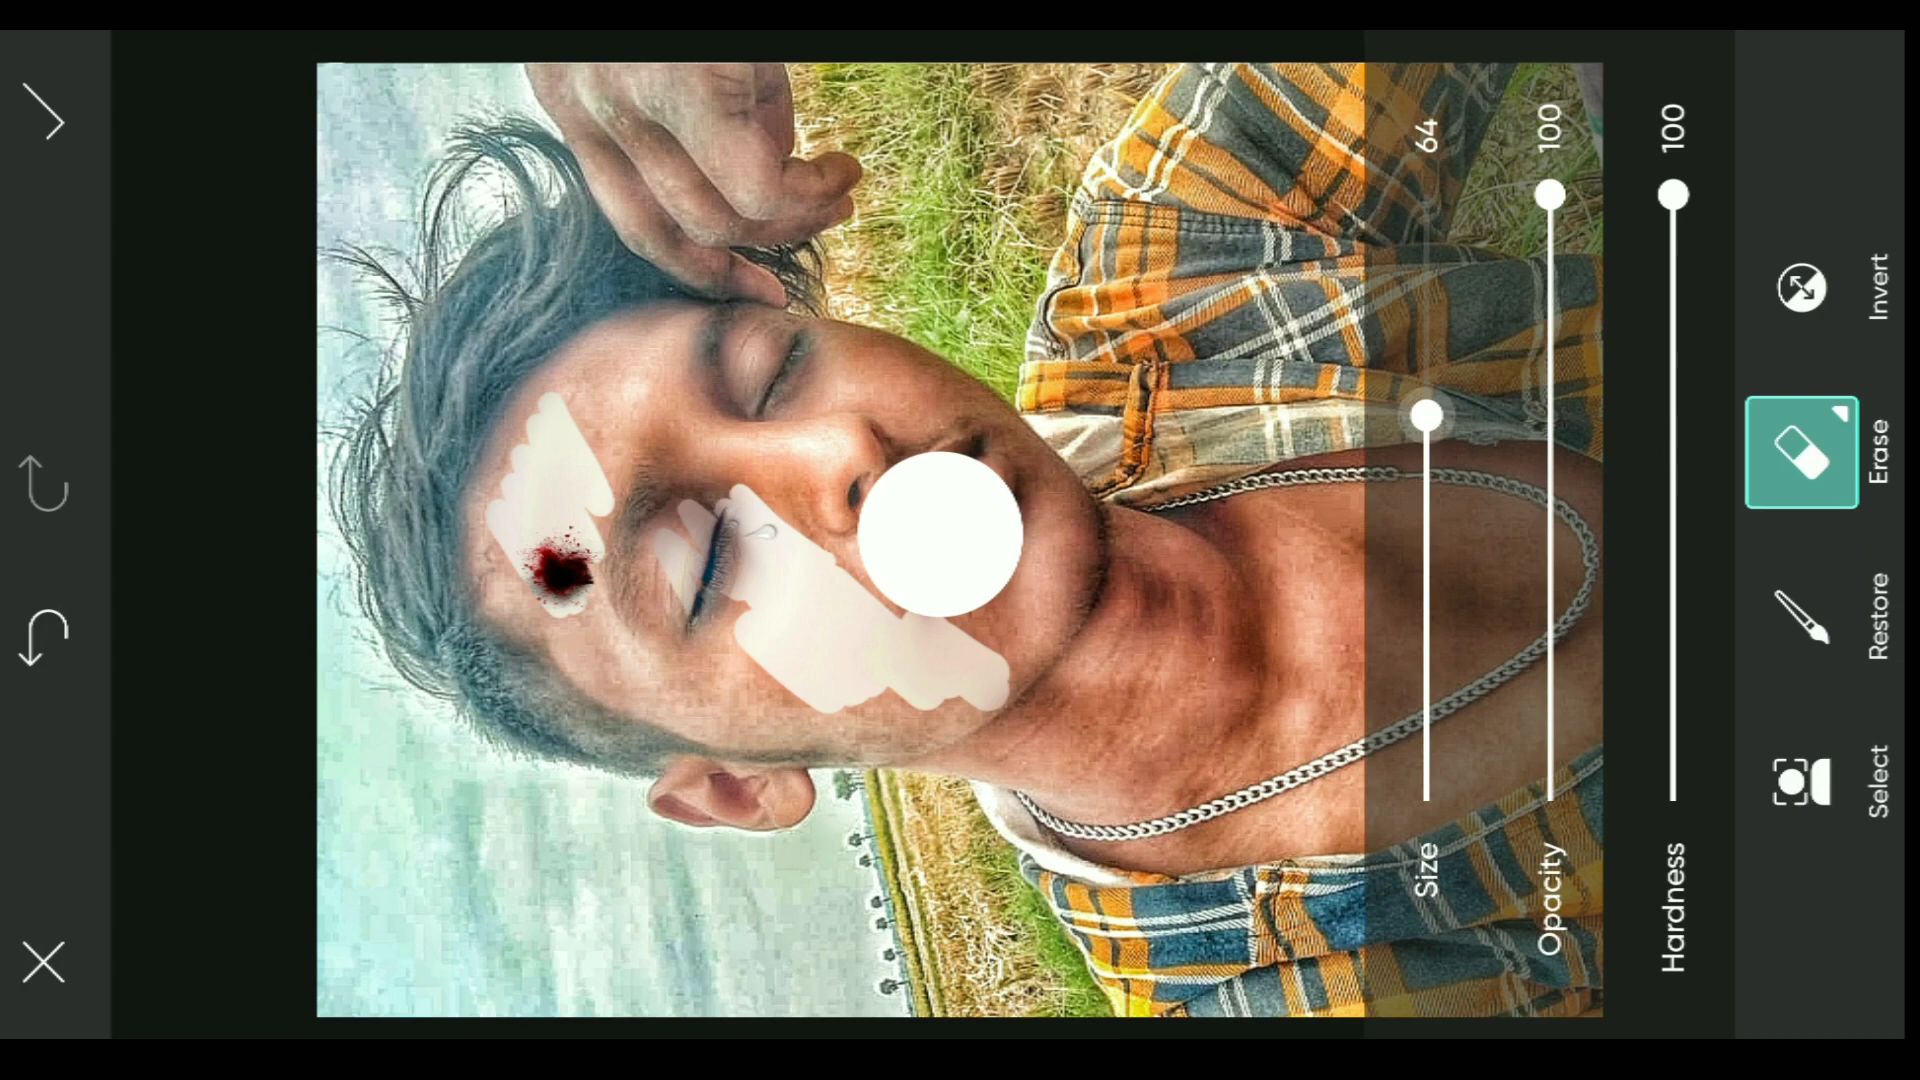 Size
64
Opacity
100
Hardness
100
Select
Restore
Erase
Invert